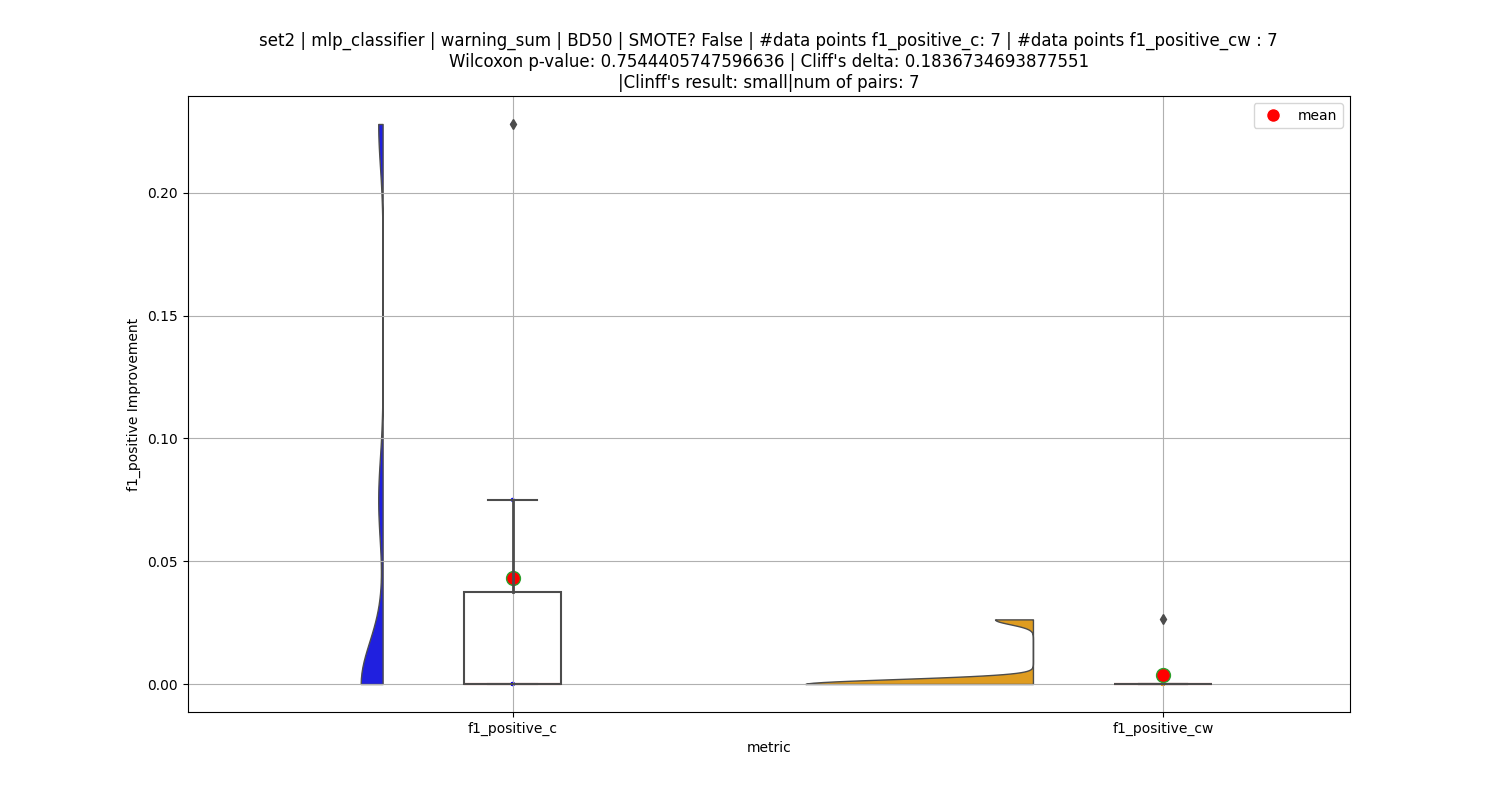 set2 | mlp_classifier | warning_sum | BD50 | SMOTE? False | #data points f1_positive_c: 7 | #data points f1_positive_cw : 7
Wilcoxon p-value: 0.7544405747596636 | Cliff's delta: 0.1836734693877551
|Clinff's result: small|num of pairs: 7
mean
0.20
0.15
0.10
0.05
0.00
f1_positive Improvement
f1_positive_c
f1_positive_cw
metric